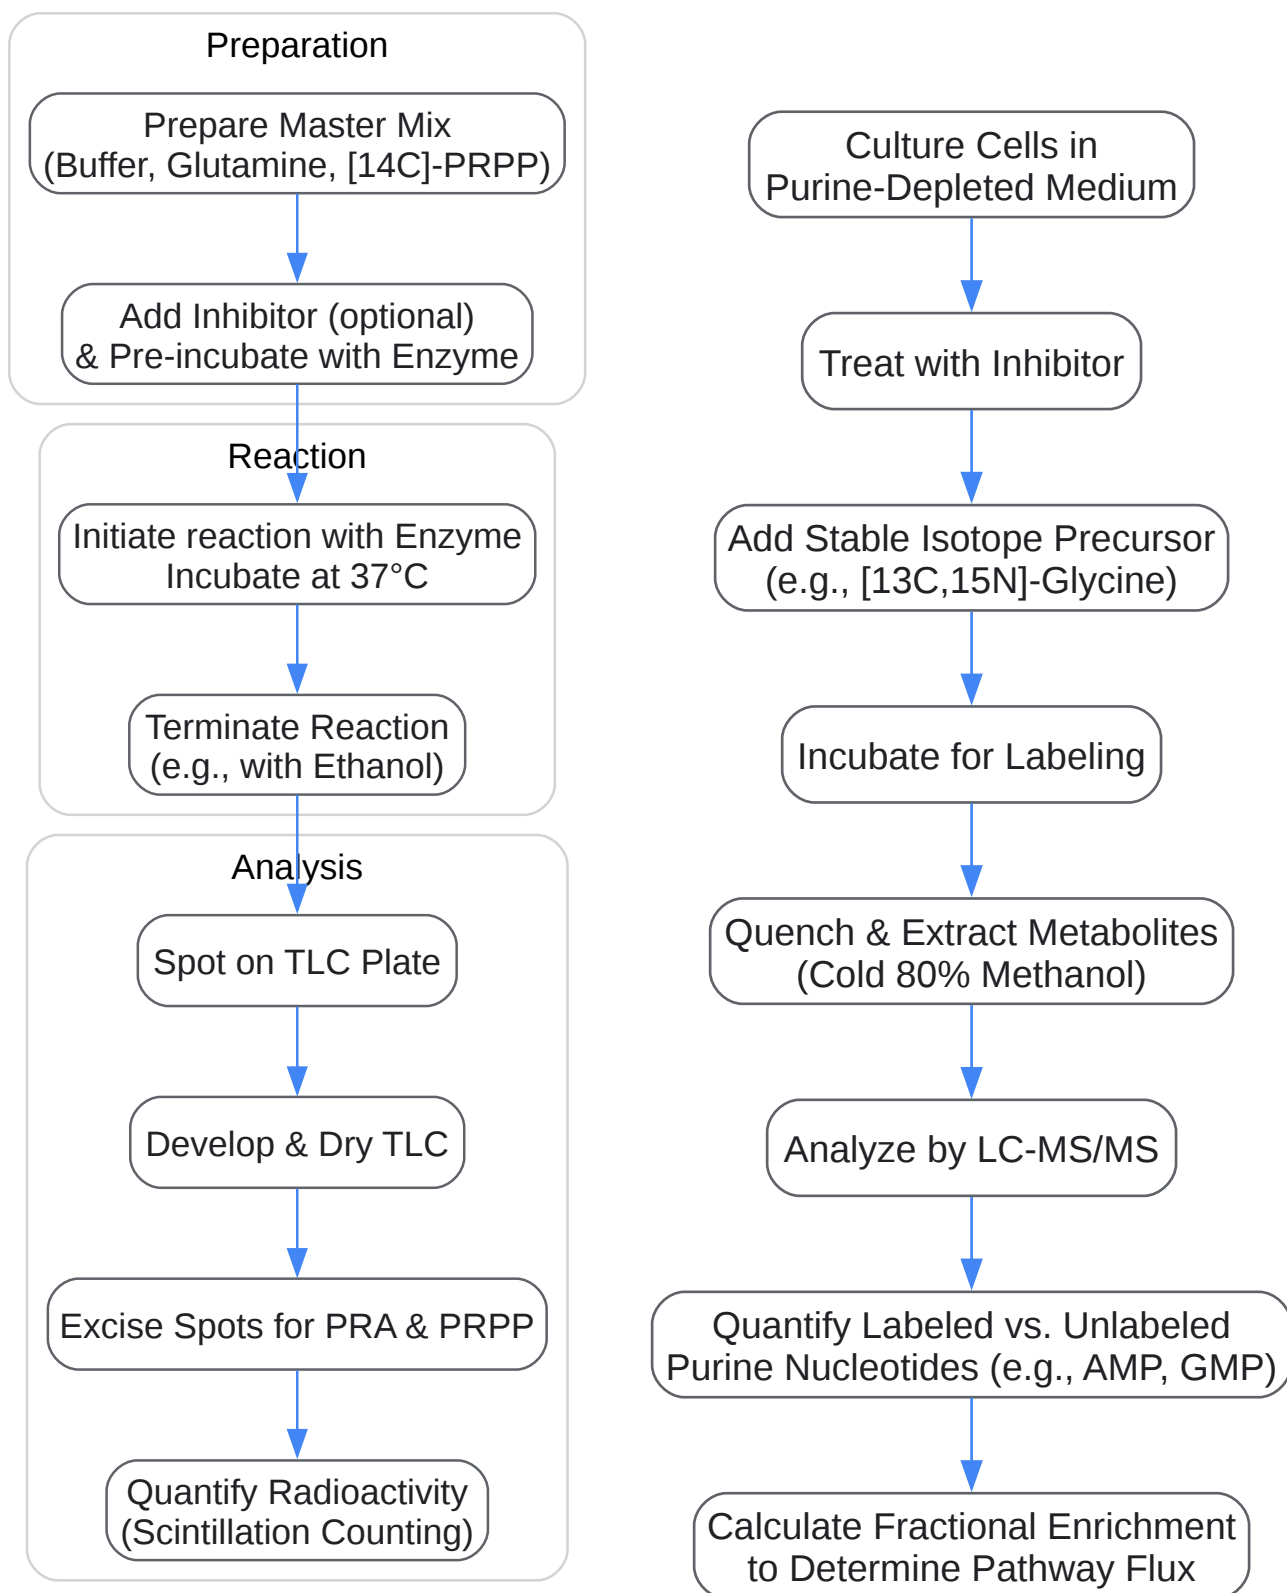 Preparation
Prepare Master Mix
(Buffer, Glutamine, [14C]-PRPP)
Add Inhibitor (optional)
& Pre-incubate with Enzyme
Reaction
Initiate reaction with Enzyme
Incubate at 37°C
Terminate Reaction
(e.g., with Ethanol)
Analysis
Spot on TLC Plate
Develop & Dry TLC
Excise Spots for PRA & PRPP
Quantify Radioactivity
(Scintillation Counting)
Culture Cells in
Purine-Depleted Medium
Treat with Inhibitor
Add Stable Isotope Precursor
(e.g., [13C,15N]-Glycine)
Incubate for Labeling
Quench & Extract Metabolites
(Cold 80% Methanol)
Analyze by LC-MS/MS
Quantify Labeled vs. Unlabeled
Purine Nucleotides (e.g., AMP, GMP)
Calculate Fractional Enrichment
to Determine Pathway Flux